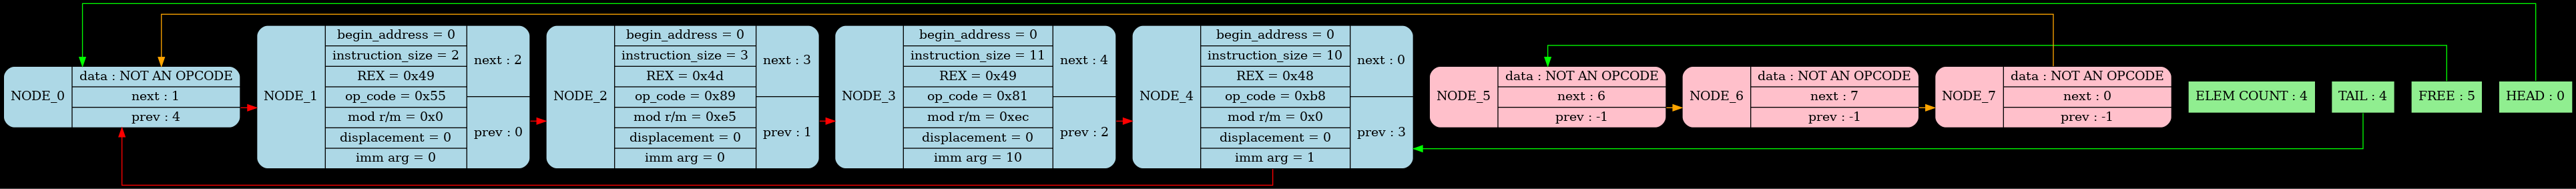 NODE_0
data : NOT AN OPCODE
next : 1
prev : 4
NODE_1
begin_address = 0
instruction_size = 2
REX = 0x49
op_code = 0x55
mod r/m = 0x0
displacement = 0
imm arg = 0
next : 2
prev : 0
NODE_2
begin_address = 0
instruction_size = 3
REX = 0x4d
op_code = 0x89
mod r/m = 0xe5
displacement = 0
imm arg = 0
next : 3
prev : 1
NODE_3
begin_address = 0
instruction_size = 11
REX = 0x49
op_code = 0x81
mod r/m = 0xec
displacement = 0
imm arg = 10
next : 4
prev : 2
NODE_4
begin_address = 0
instruction_size = 10
REX = 0x48
op_code = 0xb8
mod r/m = 0x0
displacement = 0
imm arg = 1
next : 0
prev : 3
NODE_5
data : NOT AN OPCODE
next : 6
prev : -1
NODE_6
data : NOT AN OPCODE
next : 7
prev : -1
NODE_7
data : NOT AN OPCODE
next : 0
prev : -1
ELEM COUNT : 4
TAIL : 4
FREE : 5
HEAD : 0